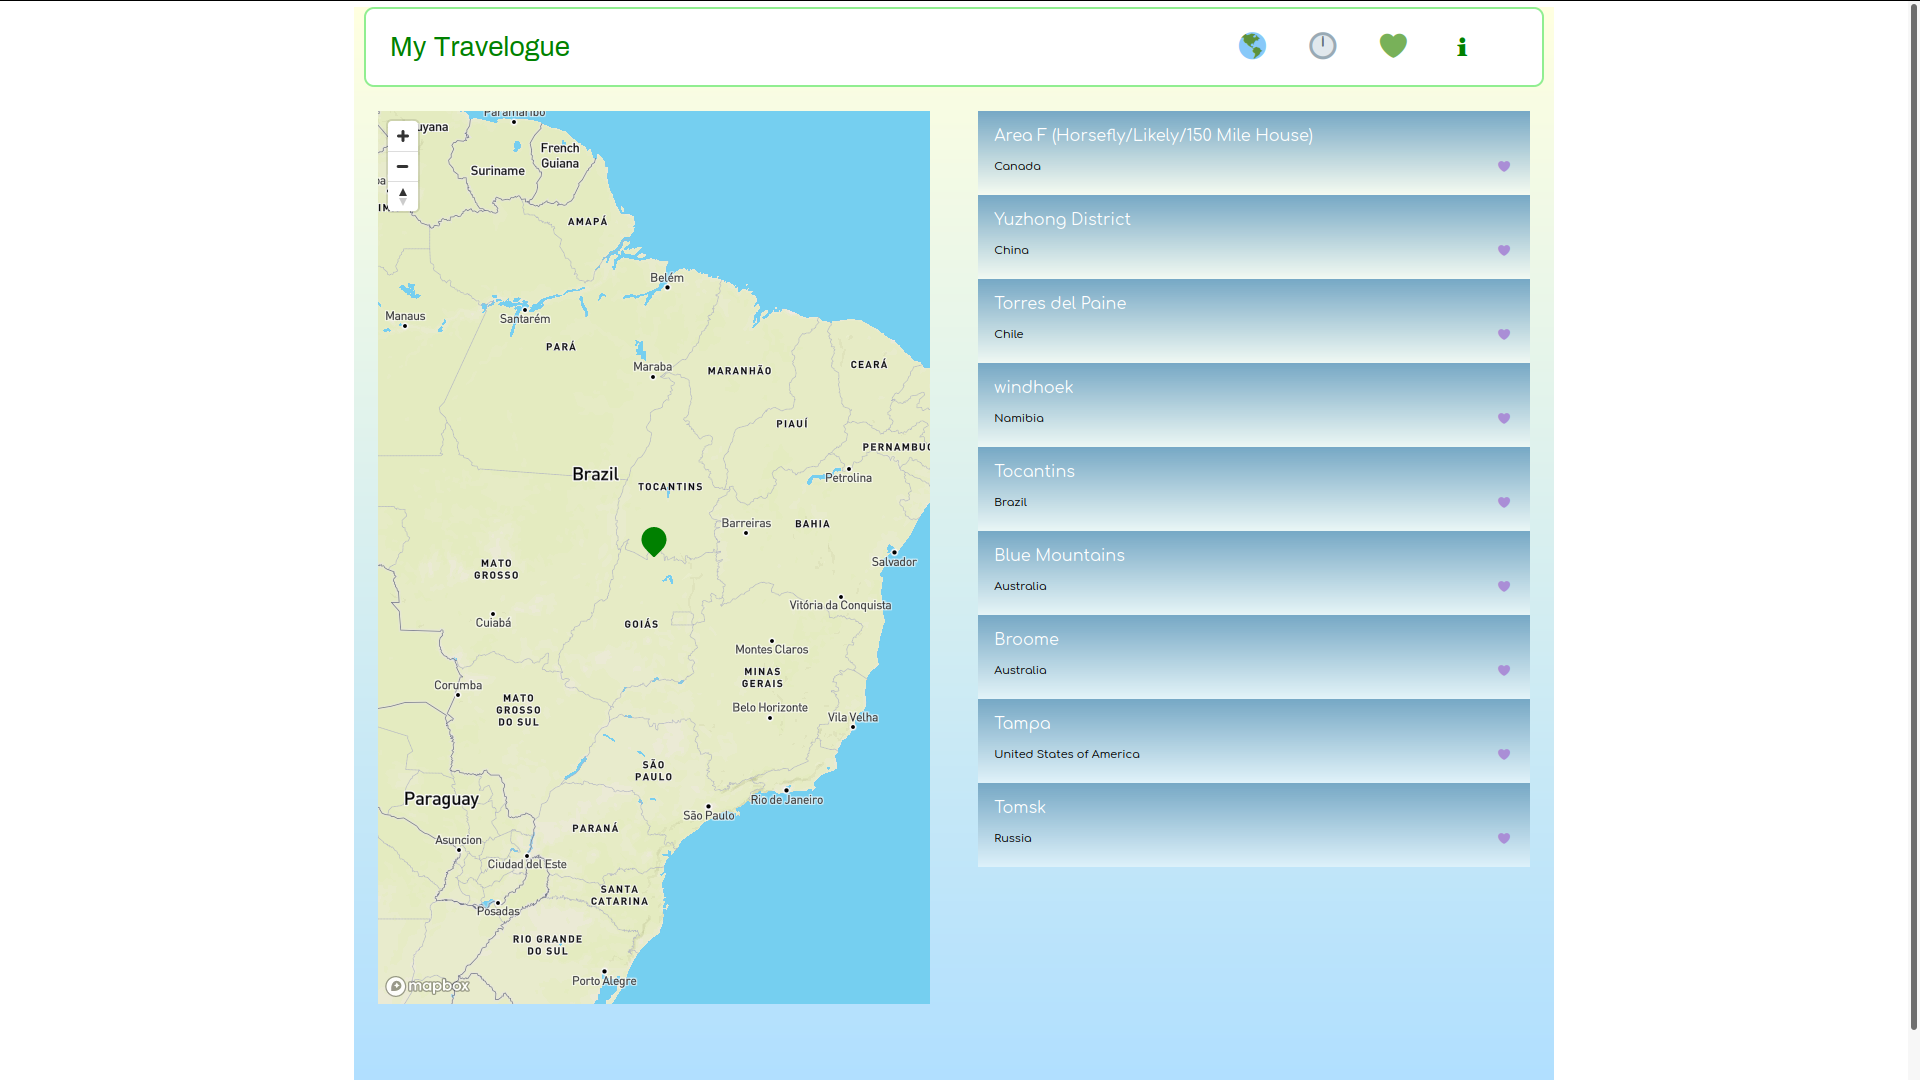 My Travelogue
Paramaribo
uyana
French
Guiana
Suriname
AMAPÁ
Belém
Manaus
Santarém
PARÁ
Maraba
MARANHÃO
CEARÁ
PIAUÍ
PERNAMBUC
Brazil
Petrolina
TOCANTINS
Barreiras
BAHIA
Salvador
MATO
GROSSO
Vitória da Conquista
Cuiabá
GOIÁS
Montes Claros
MINAS
GERAIS
Corumba
MATO
GROSSO
DO SUL
Belo Horizonte
Vila Velha
SÃO
PAULO
Paraguay
Rio de Janeiro
São Paulo
PARANÁ
Asuncion
Ciudad del Este
SANTA
CATARINA
Posadas
RIO GRANDE
DO SUL
Porto Alegre
mapbox
Area F (Horsefly/Likely/150 Mile House)
Canada
Yuzhong District
China
Torres del Paine
Chile
windhoek
Namibia
Tocantins
Brazil
Blue Mountains
Australia
Broome
Australia
Tampa
United States of America
Tomsk
Russia